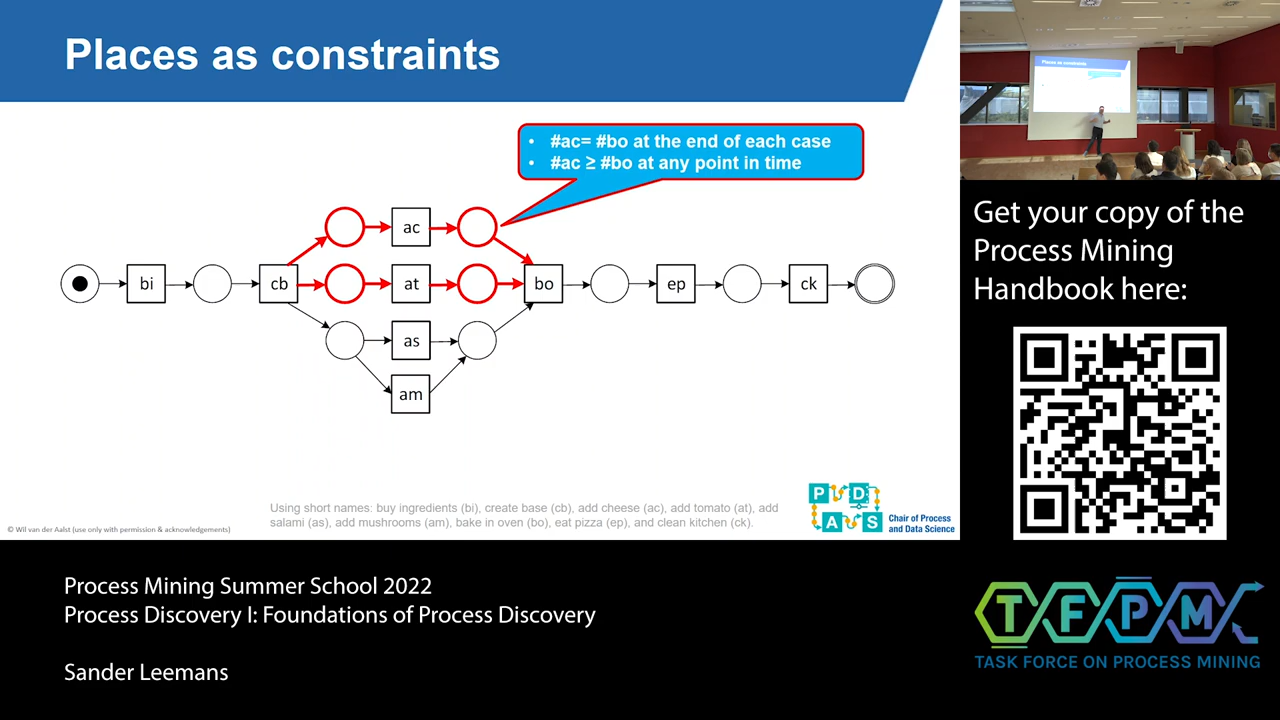 Places as constraints
• #ac= #bo at the end of each case
• #ac ≥ #bo at any point in time
ac
bi
cb
at
bo
ep
ck
as
am
Using short names: buy ingredients (bi), create base (cb), add cheese (ac), add tomato (at), add
salami (as), add mushrooms (am), bake in oven (bo), eat pizza (ep), and clean kitchen (ck).
© Wil van der Aalst (use only with permission & acknowledgements)
P D
A S
Chair of Process
and Data Science
Places as constraints
Get your copy of the
Process Mining
Handbook here:
Process Mining Summer School 2022
Process Discovery I: Foundations of Process Discovery
Sander Leemans
TFPM
TASK FORCE ON PROCESS MINING